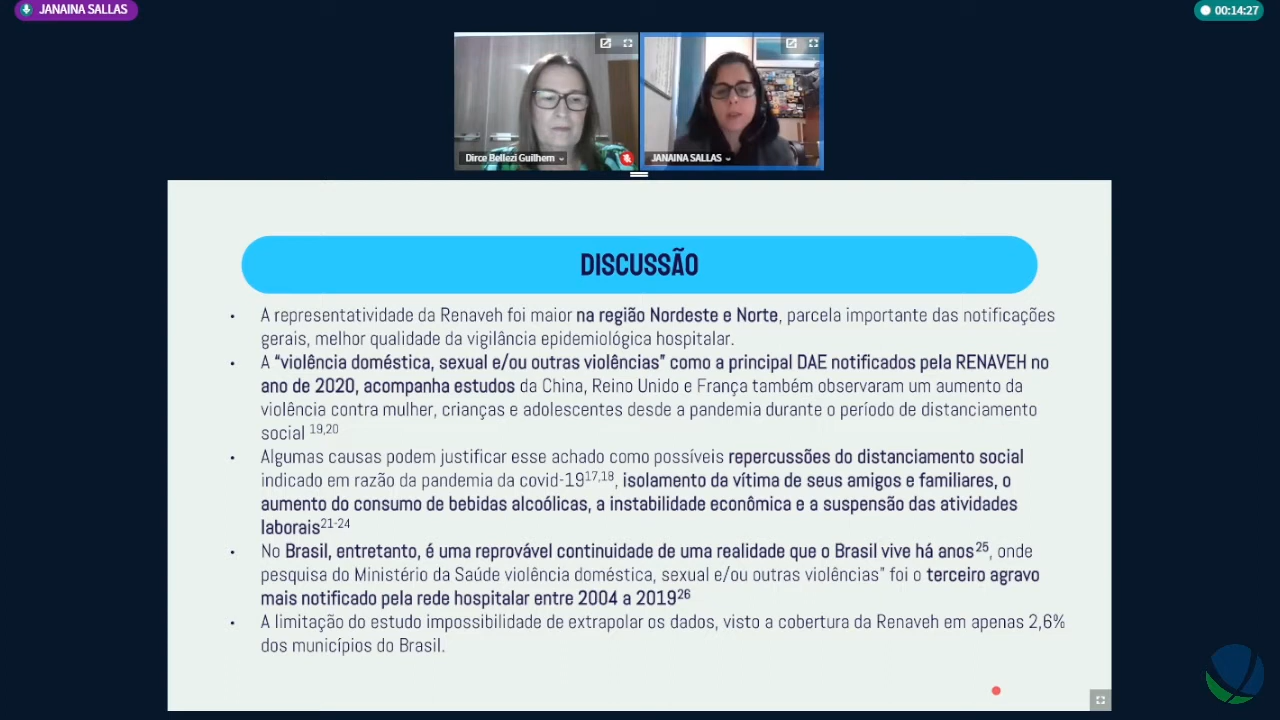 JANAINA SALLAS
00:14:27
Dirce Bellezi Guilhem
JANAINA SALLAS
DISCUSSÃO
• A representatividade da Renaveh foi maior na região Nordeste e Norte, parcela importante das notificações
gerais, melhor qualidade da vigilância epidemiológica hospitalar.
• A “violência doméstica, sexual e/ou outras violências” como a principal DAE notificados pela RENAVEH no
ano de 2020, acompanha estudos da China, Reino Unido e França também observaram um aumento da
violência contra mulher, crianças e adolescentes desde a pandemia durante o período de distanciamento
social 19,20
• Algumas causas podem justificar esse achado como possíveis repercussões do distanciamento social
indicado em razão da pandemia da covid-1917,18, isolamento da vítima de seus amigos e familiares, o
aumento do consumo de bebidas alcoólicas, a instabilidade econômica e a suspensão das atividades
laborais21-24
• No Brasil, entretanto, é uma reprovável continuidade de uma realidade que o Brasil vive há anos25, onde
pesquisa do Ministério da Saúde violência doméstica, sexual e/ou outras violências” foi o terceiro agravo
mais notificado pela rede hospitalar entre 2004 a 201926
• A limitação do estudo impossibilidade de extrapolar os dados, visto a cobertura da Renaveh em apenas 2,6%
dos municípios do Brasil.